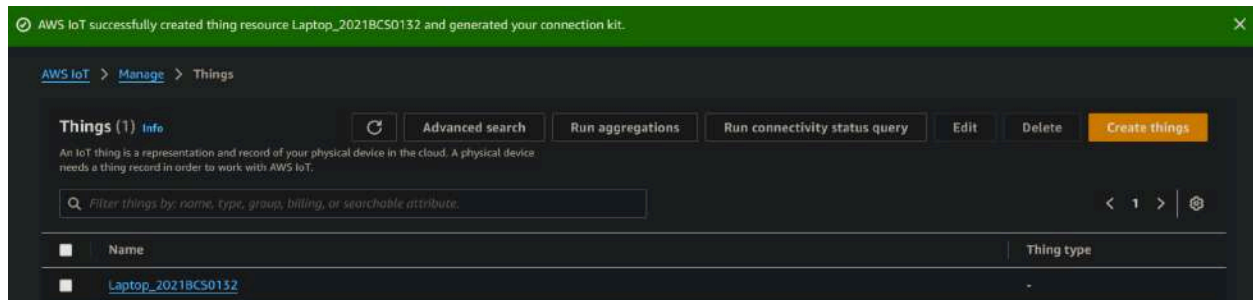 AWS IoT successfully created thing resource Laptop_2021BCS0132 and generated your connection kit.
AWS IoT > Manage > Things
Things (1) Info
Advanced search
Run aggregations
Run connectivity status query
Edit
Delete
Create things
An IoT thing is a representation and record of your physical device in the cloud. A physical device
needs a thing record in order to work with AWS IoT.
Filter things by: name, type, group, billing, or searchable attribute.
< 1 >
Name
Thing type
Laptop_2021BCS0132
-